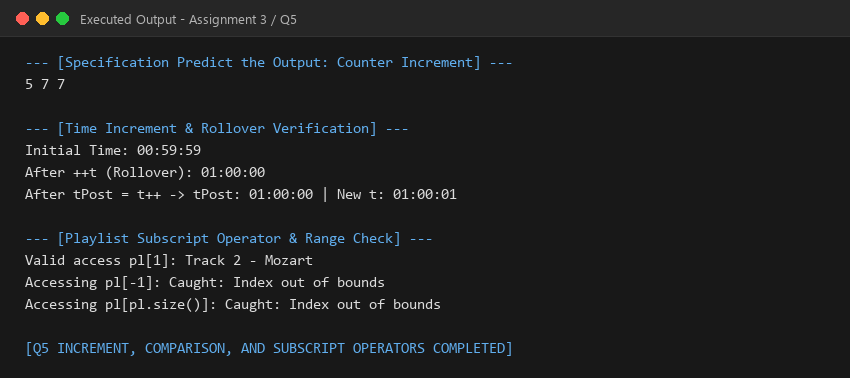 Executed Output - Assignment 3 / Q5
--- [Specification Predict the Output: Counter Increment] ---
5 7 7
--- [Time Increment & Rollover Verification] ---
Initial Time: 00:59:59
After ++t (Rollover): 01:00:00
After tPost = t++ -> tPost: 01:00:00 | New t: 01:00:01
--- [Playlist Subscript Operator & Range Check] ---
Valid access pl[1]: Track 2 - Mozart
Accessing pl[-1]: Caught: Index out of bounds
Accessing pl[pl.size()]: Caught: Index out of bounds
[Q5 INCREMENT, COMPARISON, AND SUBSCRIPT OPERATORS COMPLETED]